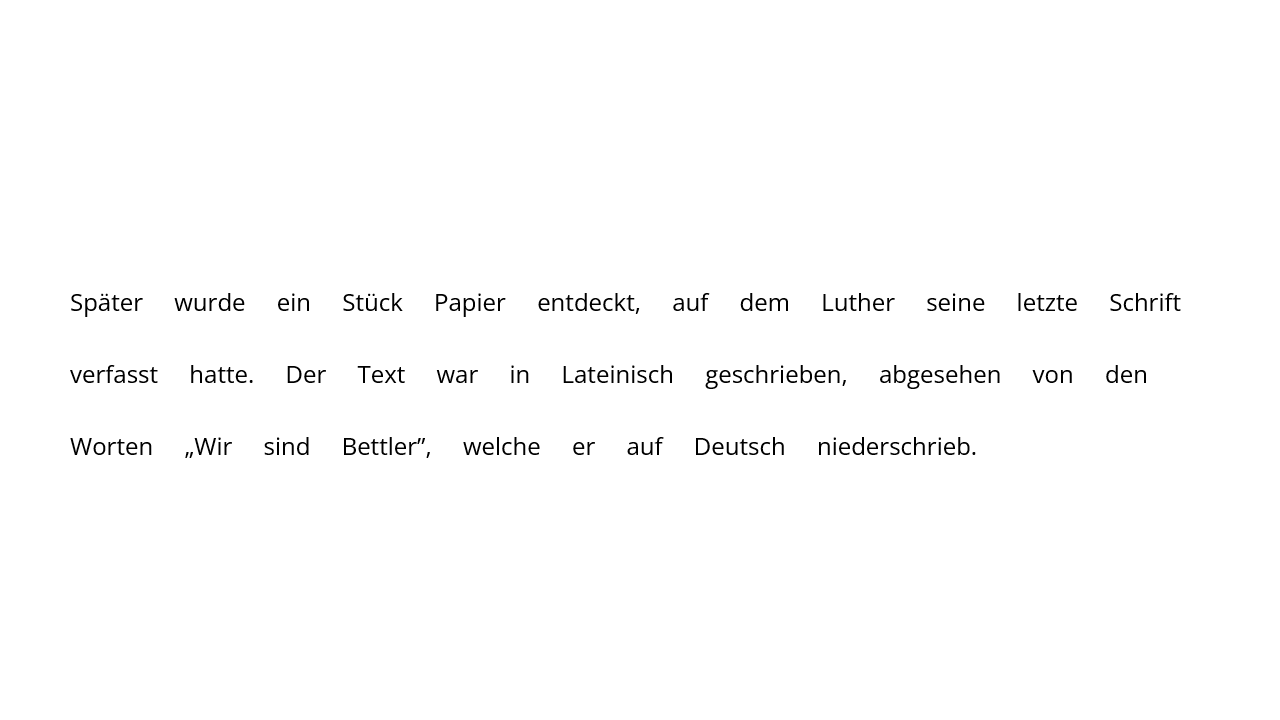 Später wurde ein Stück Papier entdeckt, auf dem Luther seine letzte Schrift
verfasst hatte. Der Text war in Lateinisch geschrieben, abgesehen von den
Worten „Wir sind Bettler”, welche er auf Deutsch niederschrieb.